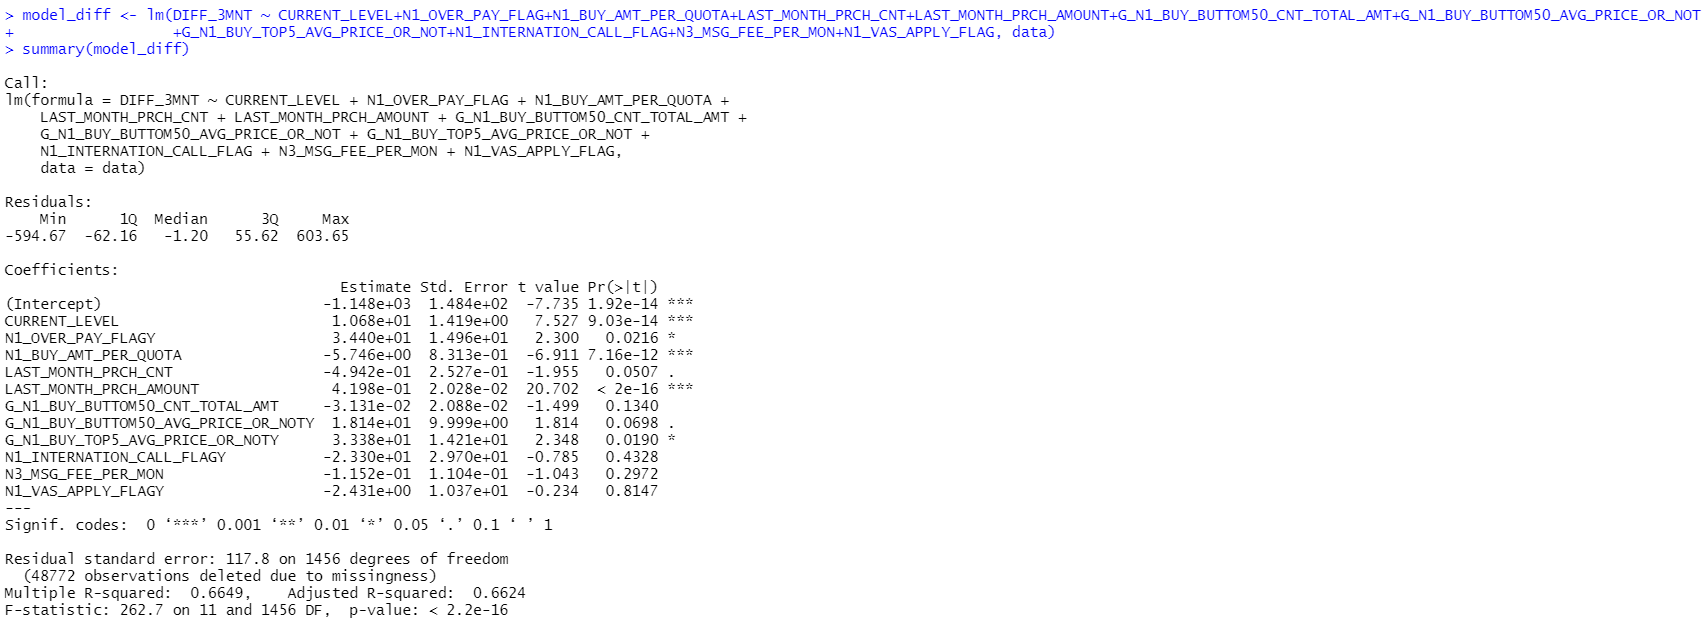 > model_diff <- lm(DIFF_3MNT ~ CURRENT_LEVEL+N1_OVER_PAY_FLAG+N1_BUY_AMT_PER_QUOTA+LAST_MONTH_PRCH_CNT+LAST_MONTH_PRCH_AMOUNT+G_N1_BUY_BUTTOM50_CNT_TOTAL_AMT+G_N1_BUY_BUTTOM50_AVG_PRICE_OR_NOT
+                  +G_N1_BUY_TOP5_AVG_PRICE_OR_NOT+N1_INTERNATION_CALL_FLAG+N3_MSG_FEE_PER_MON+N1_VAS_APPLY_FLAG, data)
> summary(model_diff)
Call:
lm(formula = DIFF_3MNT ~ CURRENT_LEVEL + N1_OVER_PAY_FLAG + N1_BUY_AMT_PER_QUOTA +
    LAST_MONTH_PRCH_CNT + LAST_MONTH_PRCH_AMOUNT + G_N1_BUY_BUTTOM50_CNT_TOTAL_AMT +
    G_N1_BUY_BUTTOM50_AVG_PRICE_OR_NOT + G_N1_BUY_TOP5_AVG_PRICE_OR_NOT +
    N1_INTERNATION_CALL_FLAG + N3_MSG_FEE_PER_MON + N1_VAS_APPLY_FLAG,
    data = data)
Residuals:
    Min      1Q  Median      3Q     Max
-594.67  -62.16   -1.20   55.62  603.65
Coefficients:
                                      Estimate Std. Error t value Pr(>|t|)
(Intercept)                         -1.148e+03  1.484e+02  -7.735 1.92e-14 ***
CURRENT_LEVEL                        1.068e+01  1.419e+00   7.527 9.03e-14 ***
N1_OVER_PAY_FLAGY                    3.440e+01  1.496e+01   2.300   0.0216 *
N1_BUY_AMT_PER_QUOTA                -5.746e+00  8.313e-01  -6.911 7.16e-12 ***
LAST_MONTH_PRCH_CNT                 -4.942e-01  2.527e-01  -1.955   0.0507 .
LAST_MONTH_PRCH_AMOUNT               4.198e-01  2.028e-02  20.702  < 2e-16 ***
G_N1_BUY_BUTTOM50_CNT_TOTAL_AMT     -3.131e-02  2.088e-02  -1.499   0.1340
G_N1_BUY_BUTTOM50_AVG_PRICE_OR_NOTY  1.814e+01  9.999e+00   1.814   0.0698 .
G_N1_BUY_TOP5_AVG_PRICE_OR_NOTY      3.338e+01  1.421e+01   2.348   0.0190 *
N1_INTERNATION_CALL_FLAGY           -2.330e+01  2.970e+01  -0.785   0.4328
N3_MSG_FEE_PER_MON                  -1.152e-01  1.104e-01  -1.043   0.2972
N1_VAS_APPLY_FLAGY                  -2.431e+00  1.037e+01  -0.234   0.8147
---
Signif. codes:  0 ‘***’ 0.001 ‘**’ 0.01 ‘*’ 0.05 ‘.’ 0.1 ‘ ’ 1
Residual standard error: 117.8 on 1456 degrees of freedom
  (48772 observations deleted due to missingness)
Multiple R-squared:  0.6649,	Adjusted R-squared:  0.6624
F-statistic: 262.7 on 11 and 1456 DF,  p-value: < 2.2e-16